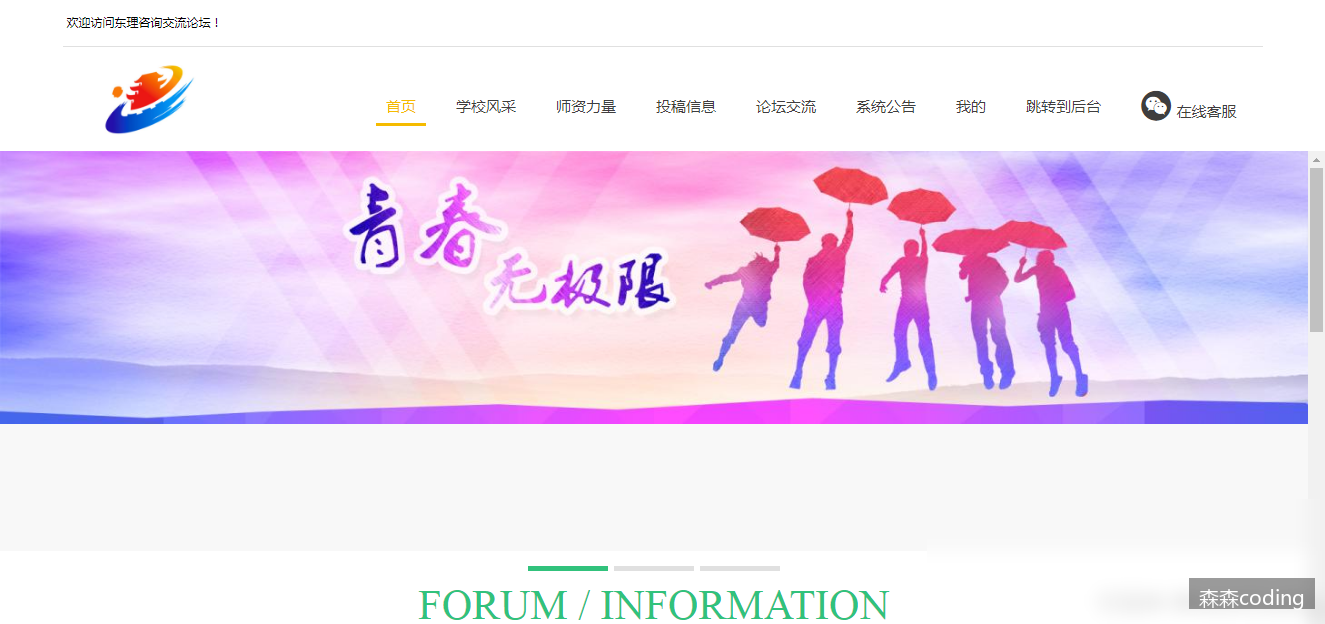 欢迎访问东理咨询交流论坛！
首页 学校风采 师资力量 投稿信息 论坛交流 系统公告 我的 跳转到后台 在线客服
青春
无极限
FORUM / INFORMATION
森森coding